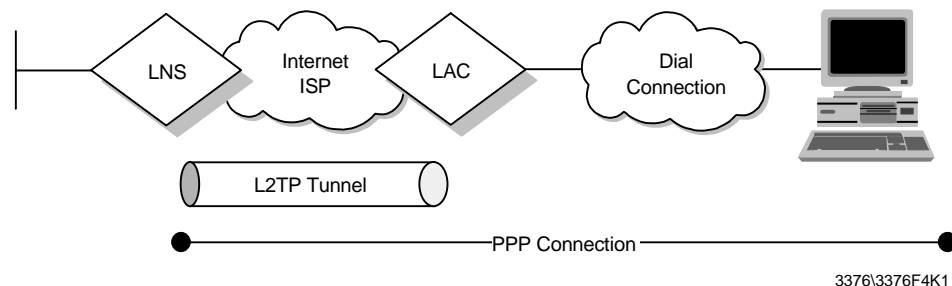 LNS
Internet
ISP
LAC
Dial
Connection
L2TP Tunnel
PPP Connection
3376\3376F4K1